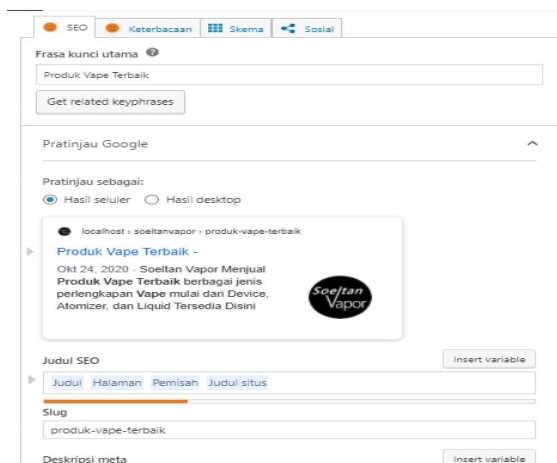 SEO Keterbacaan Skema Sosial
Frasa kunci utama ?
Produk Vape Terbaik
Get related keyphrases
Pratinjau Google
Pratinjau sebagai:
Hasil seluler Hasil desktop
localhost › soeltanvapor › produk-vape-terbaik
Produk Vape Terbaik -
Okt 24, 2020 - Soeltan Vapor Menjual
Produk Vape Terbaik berbagai jenis
perlengkapan Vape mulai dari Device,
Atomizer, dan Liquid Tersedia Disini
Soeltan
Vapor
Judul SEO Insert variable
Judul Halaman Pemisah Judul situs
Slug
produk-vape-terbaik
Deskripsi meta Insert variable